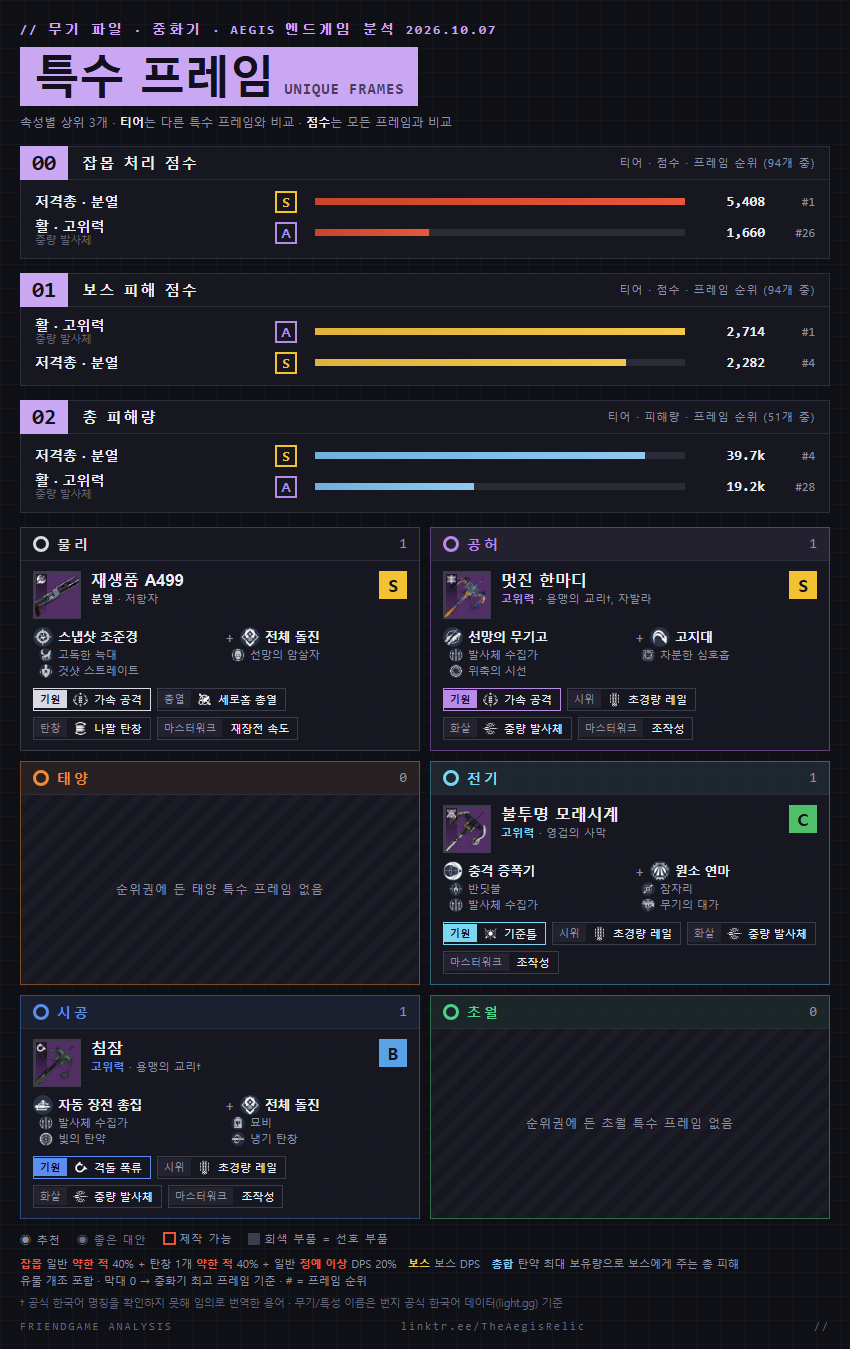 // 무기 파일 · 중화기 · AEGIS 엔드게임 분석 2026.10.07
특수 프레임 UNIQUE FRAMES
속성별 상위 3개 · 티어는 다른 특수 프레임와 비교 · 점수는 모든 프레임과 비교
00 잡몹 처리 점수 티어 · 점수 · 프레임 순위 (94개 중)
저격총 · 분열 S 5,408 #1
활 · 고위력 A 1,660 #26
중량 발사체
01 보스 피해 점수 티어 · 점수 · 프레임 순위 (94개 중)
활 · 고위력 A 2,714 #1
중량 발사체
저격총 · 분열 S 2,282 #4
02 총 피해량 티어 · 피해량 · 프레임 순위 (51개 중)
저격총 · 분열 S 39.7k #4
활 · 고위력 A 19.2k #28
중량 발사체
물리 1
재생품 A499 S
분열 · 저항자
스냅샷 조준경 + 전체 돌진
고독한 늑대 선망의 암살자
것샷 스트레이트
기원 가속 공격 총열 세로홈 총열
탄창 나팔 탄창 마스터워크 재장전 속도
공허 1
멋진 한마디 S
고위력 · 용맹의 교리†, 자발라
선망의 무기고 + 고지대
발사체 수집가 차분한 심호흡
위축의 시선
기원 가속 공격 시위 초경량 레일
화살 중량 발사체 마스터워크 조작성
태양 0
순위권에 든 태양 특수 프레임 없음
전기 1
불투명 모래시계 C
고위력 · 영겁의 사막
충격 증폭기 + 원소 연마
반딧불 잠자리
발사체 수집가 무기의 대가
기원 기준틀 시위 초경량 레일 화살 중량 발사체
마스터워크 조작성
시공 1
침잠 B
고위력 · 용맹의 교리†
자동 장전 총집 + 전체 돌진
발사체 수집가 묘비
빛의 탄약 냉기 탄창
기원 격돌 폭류 시위 초경량 레일
화살 중량 발사체 마스터워크 조작성
초월 0
순위권에 든 초월 특수 프레임 없음
추천 좋은 대안 제작 가능 회색 부품 = 선호 부품
잡몹 일반 약한 적 40% + 탄창 1개 약한 적 40% + 일반 정예 이상 DPS 20% 보스 보스 DPS 총합 탄약 최대 보유량으로 보스에게 주는 총 피해
유물 개조 포함 · 막대 0 → 중화기 최고 프레임 기준 · # = 프레임 순위
† 공식 한국어 명칭을 확인하지 못해 임의로 번역한 용어 · 무기/특성 이름은 번지 공식 한국어 데이터(light.gg) 기준
FRIENDGAME ANALYSIS linktr.ee/TheAegisRelic //